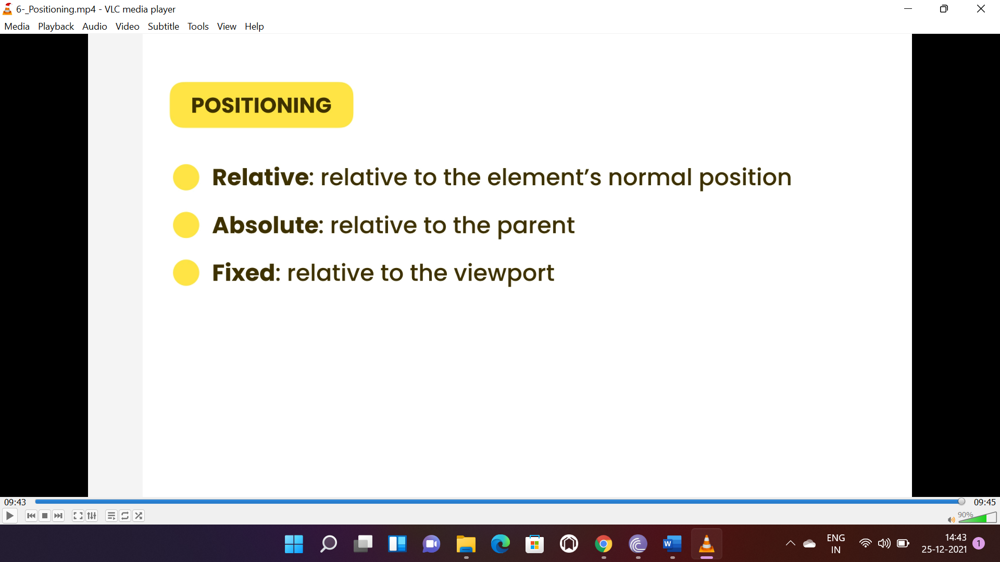 6-_Positioning.mp4 - VLC media player
Media Playback Audio Video Subtitle Tools View Help
POSITIONING
Relative: relative to the element’s normal position
Absolute: relative to the parent
Fixed: relative to the viewport
09:43 09:45
90%
ENG 14:43 1
IN 25-12-2021